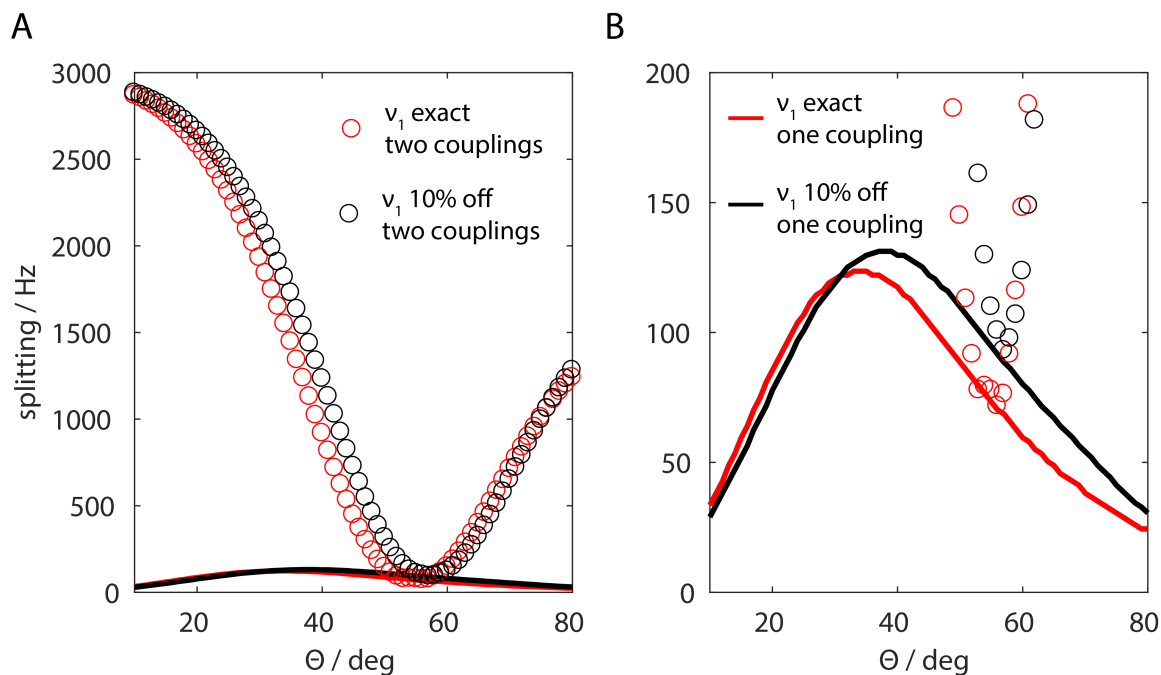 A
3000
2500
2000
1500
1000
500
0
splitting / Hz
20
40
60
80
Θ / deg
ν1 exact
two couplings
ν1 10% off
two couplings
B
200
150
100
50
0
20
40
60
80
Θ / deg
ν1 exact
one coupling
ν1 10% off
one coupling